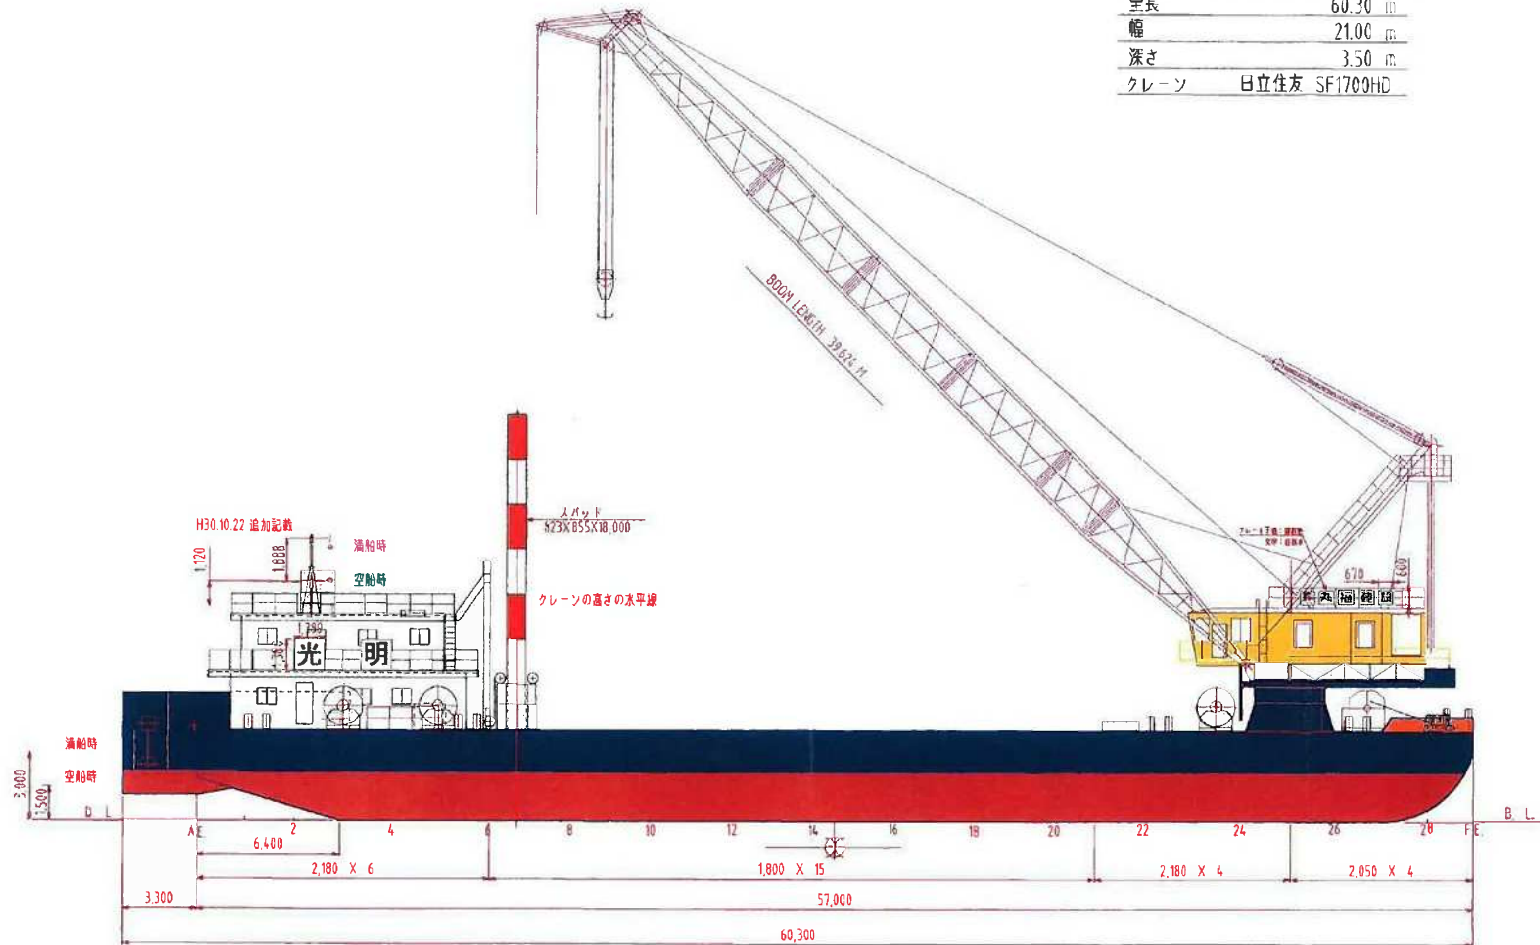 全長 60.30 m
幅 21.00 m
深さ 3.50 m
クレーン 日立住友 SF1700HD
BOOM LENGTH 39.624 M
スパッド
623X855X18,000
H30.10.22 追加記載
1,120
1,888
満船時
空船時
クレーンの高さの水平線
670
600
光 明
満船時
空船時
3,000
1,500
B. L.
A.E. 2 4 6 8 10 12 14 16 18 20 22 24 26 28 F.E.
6,400
2,180 X 6
1,800 X 15
2,180 X 4
2,050 X 4
3,300
57,000
60,300